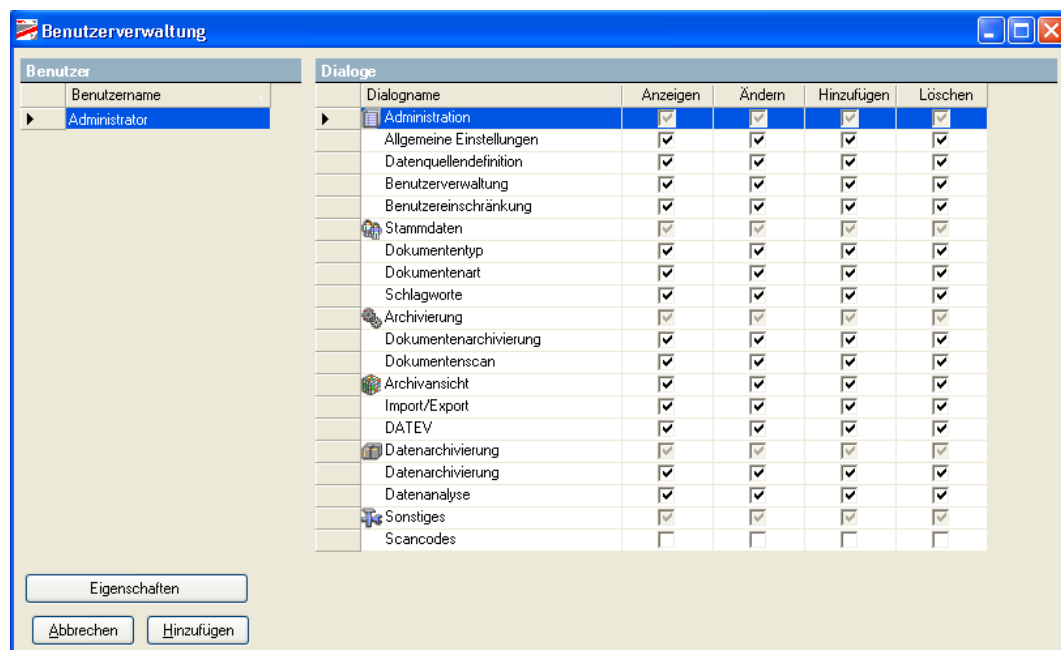 Benutzerverwaltung
Benutzer
Benutzername
Administrator
Dialoge
Dialogname Anzeigen Ändern Hinzufügen Löschen
Administration
Allgemeine Einstellungen
Datenquellendefinition
Benutzerverwaltung
Benutzereinschränkung
Stammdaten
Dokumententyp
Dokumentenart
Schlagworte
Archivierung
Dokumentenarchivierung
Dokumentenscan
Archivansicht
Import/Export
DATEV
Datenarchivierung
Datenarchivierung
Datenanalyse
Sonstiges
Scancodes
Eigenschaften
Abbrechen Hinzufügen